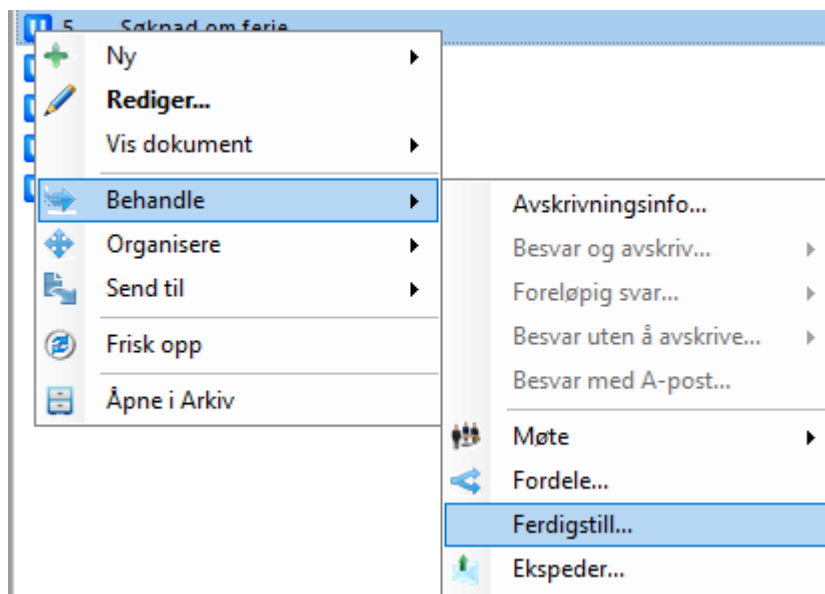 U 5 Søknad om ferie
Ny
Rediger...
Vis dokument
Behandle
Organisere
Send til
Frisk opp
Åpne i Arkiv
Avskrivningsinfo...
Besvar og avskriv...
Foreløpig svar...
Besvar uten å avskrive...
Besvar med A-post...
Møte
Fordele...
Ferdigstill...
Ekspeder...